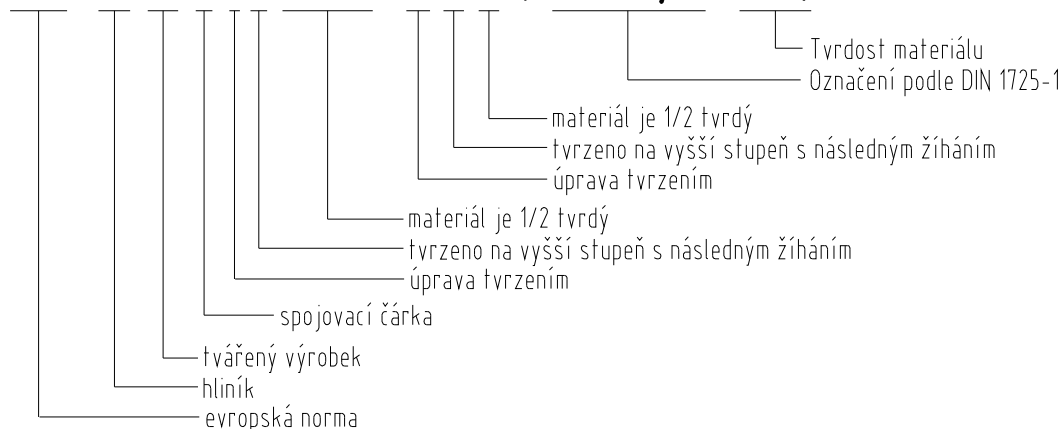 Tvrdost materiálu
Označení podle DIN 1725-1
materiál je 1/2 tvrdý
tvrzeno na vyšší stupeň s následným žíháním
úprava tvrzením
materiál je 1/2 tvrdý
tvrzeno na vyšší stupeň s následným žíháním
úprava tvrzením
spojovací čárka
tvářený výrobek
hliník
evropská norma